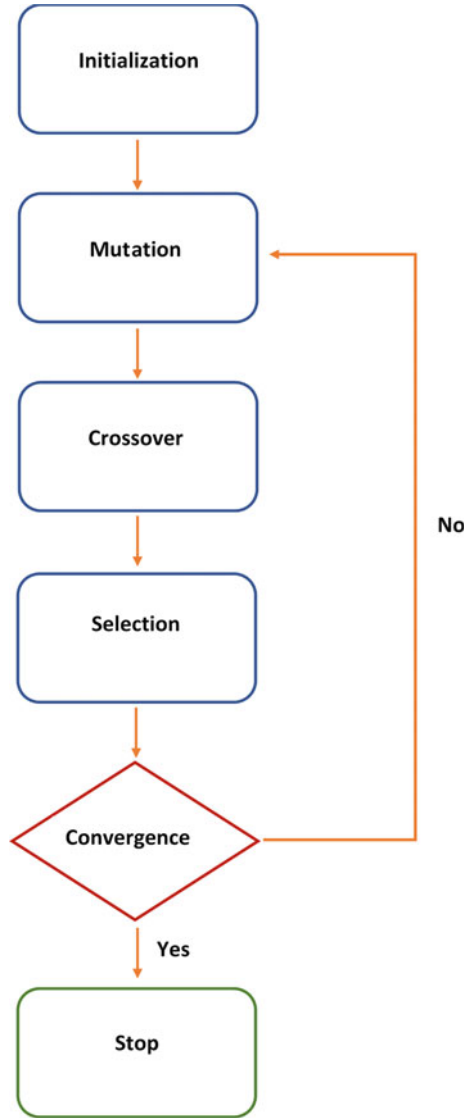 Initialization
Mutation
Crossover
No
Selection
Convergence
Yes
Stop